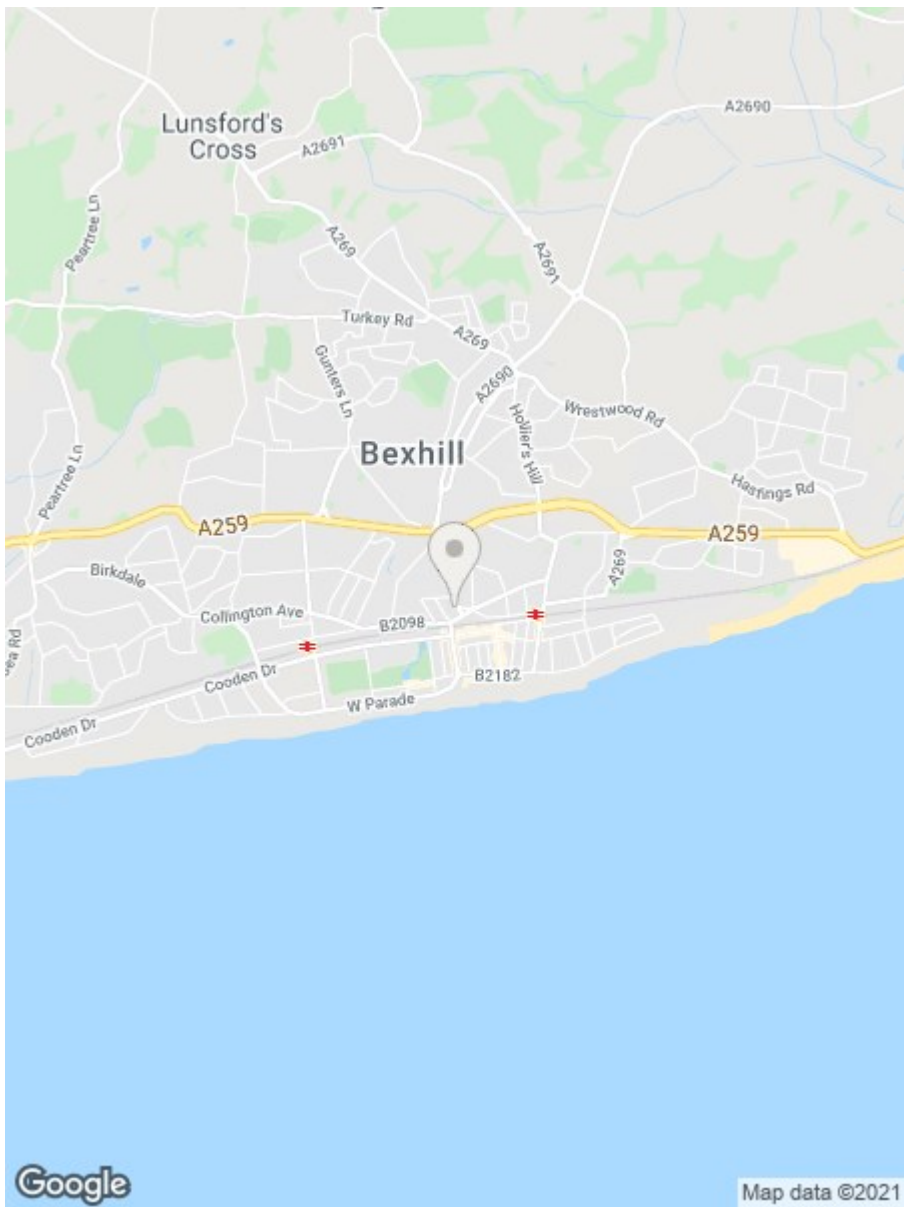 Lunsford's
Cross
A2691
A2690
Peartree Ln
A269
A2691
Turkey Rd
A269
Gunters Ln
A2690
Hollier's Hill
Wrestwood Rd
Bexhill
Peartree Ln
Hastings Rd
A259
A259
Birkdale
A269
Collington Ave
B2098
Cooden Dr
B2182
W Parade
Cooden Dr
Google
Map data ©2021